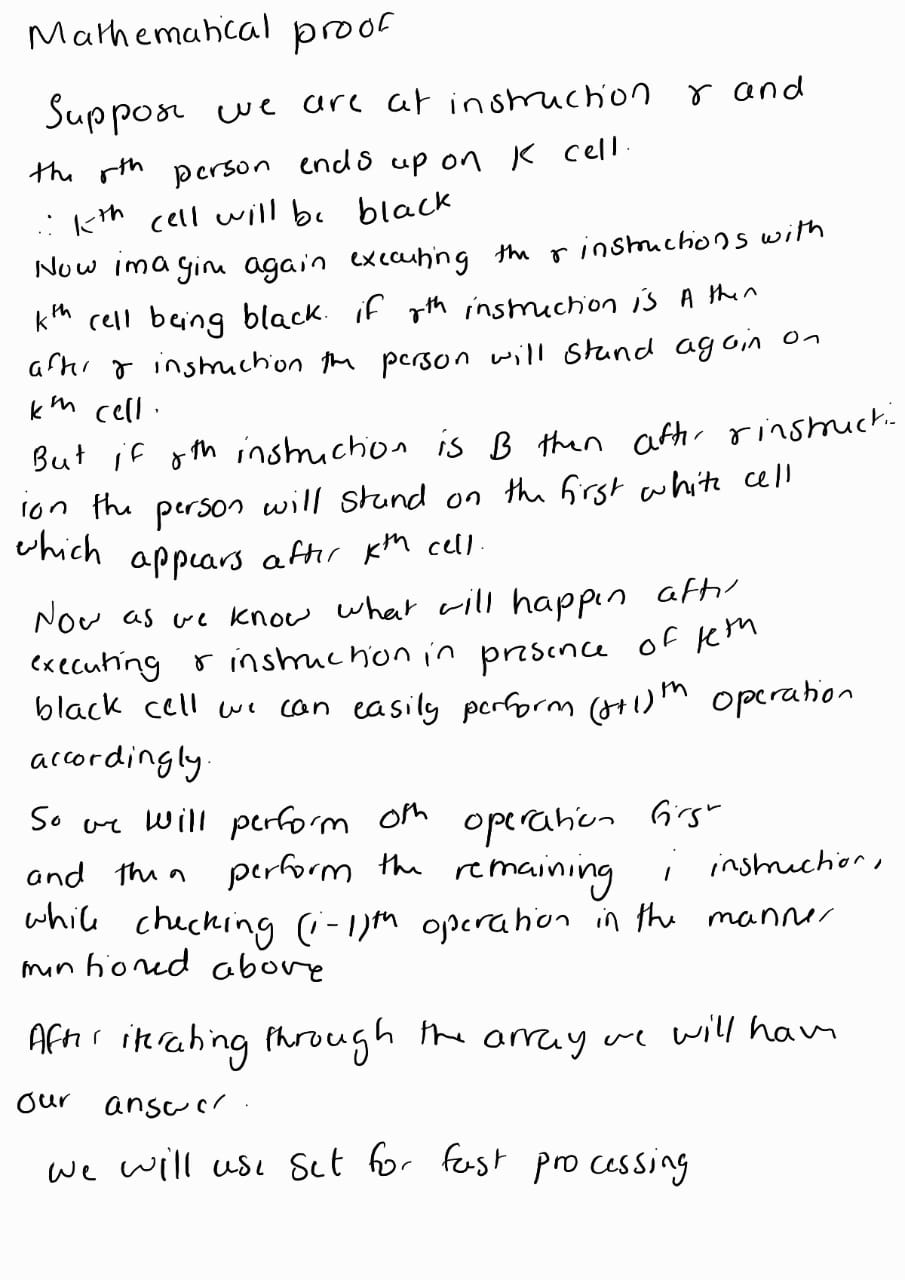 Mathematical proof
Suppose we are at instruction r and
the rth person ends up on K cell.
∴ kth cell will be black
Now imagine again executing the r instructions with
kth cell being black. if rth instruction is A then
after r instruction the person will stand again on
kth cell.
But if rth instruction is B then after r instructi-
ion the person will stand on the first white cell
which appears after kth cell.
Now as we know what will happen after
executing r instruction in presence of kth
black cell we can easily perform (r+1)th operation
accordingly.
So we will perform 0th operation first
and then perform the remaining i instruction,
while checking (i-1)th operation in the manner
mentioned above
After iterating through the array we will have
our answer.
we will use set for fast processing